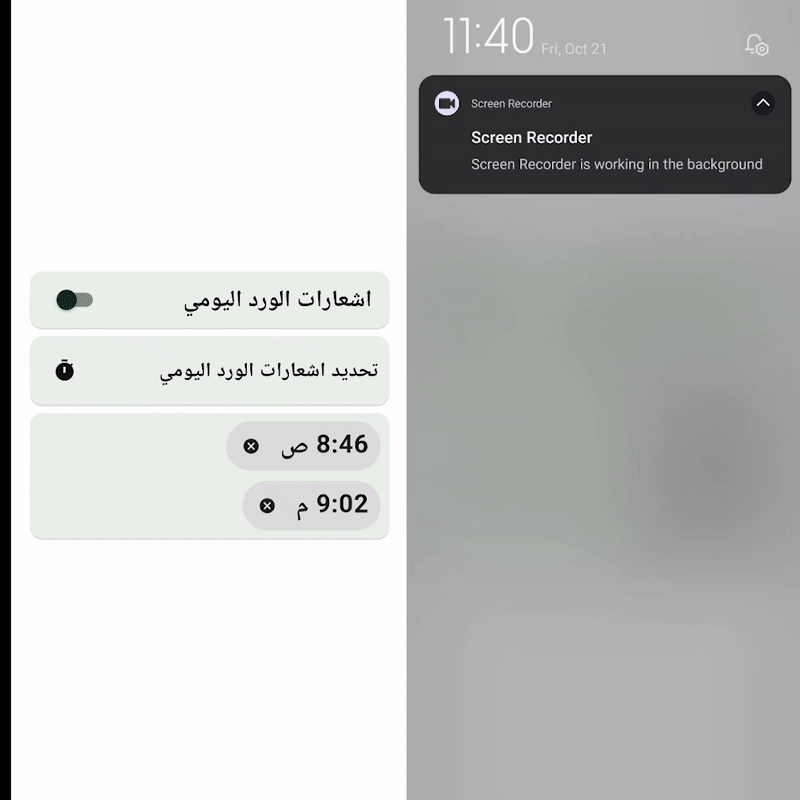 اشعارات الورد اليومي
تحديد اشعارات الورد اليومي
8:46 ص
9:02 م
11:40 Fri, Oct 21
Screen Recorder
Screen Recorder
Screen Recorder is working in the background